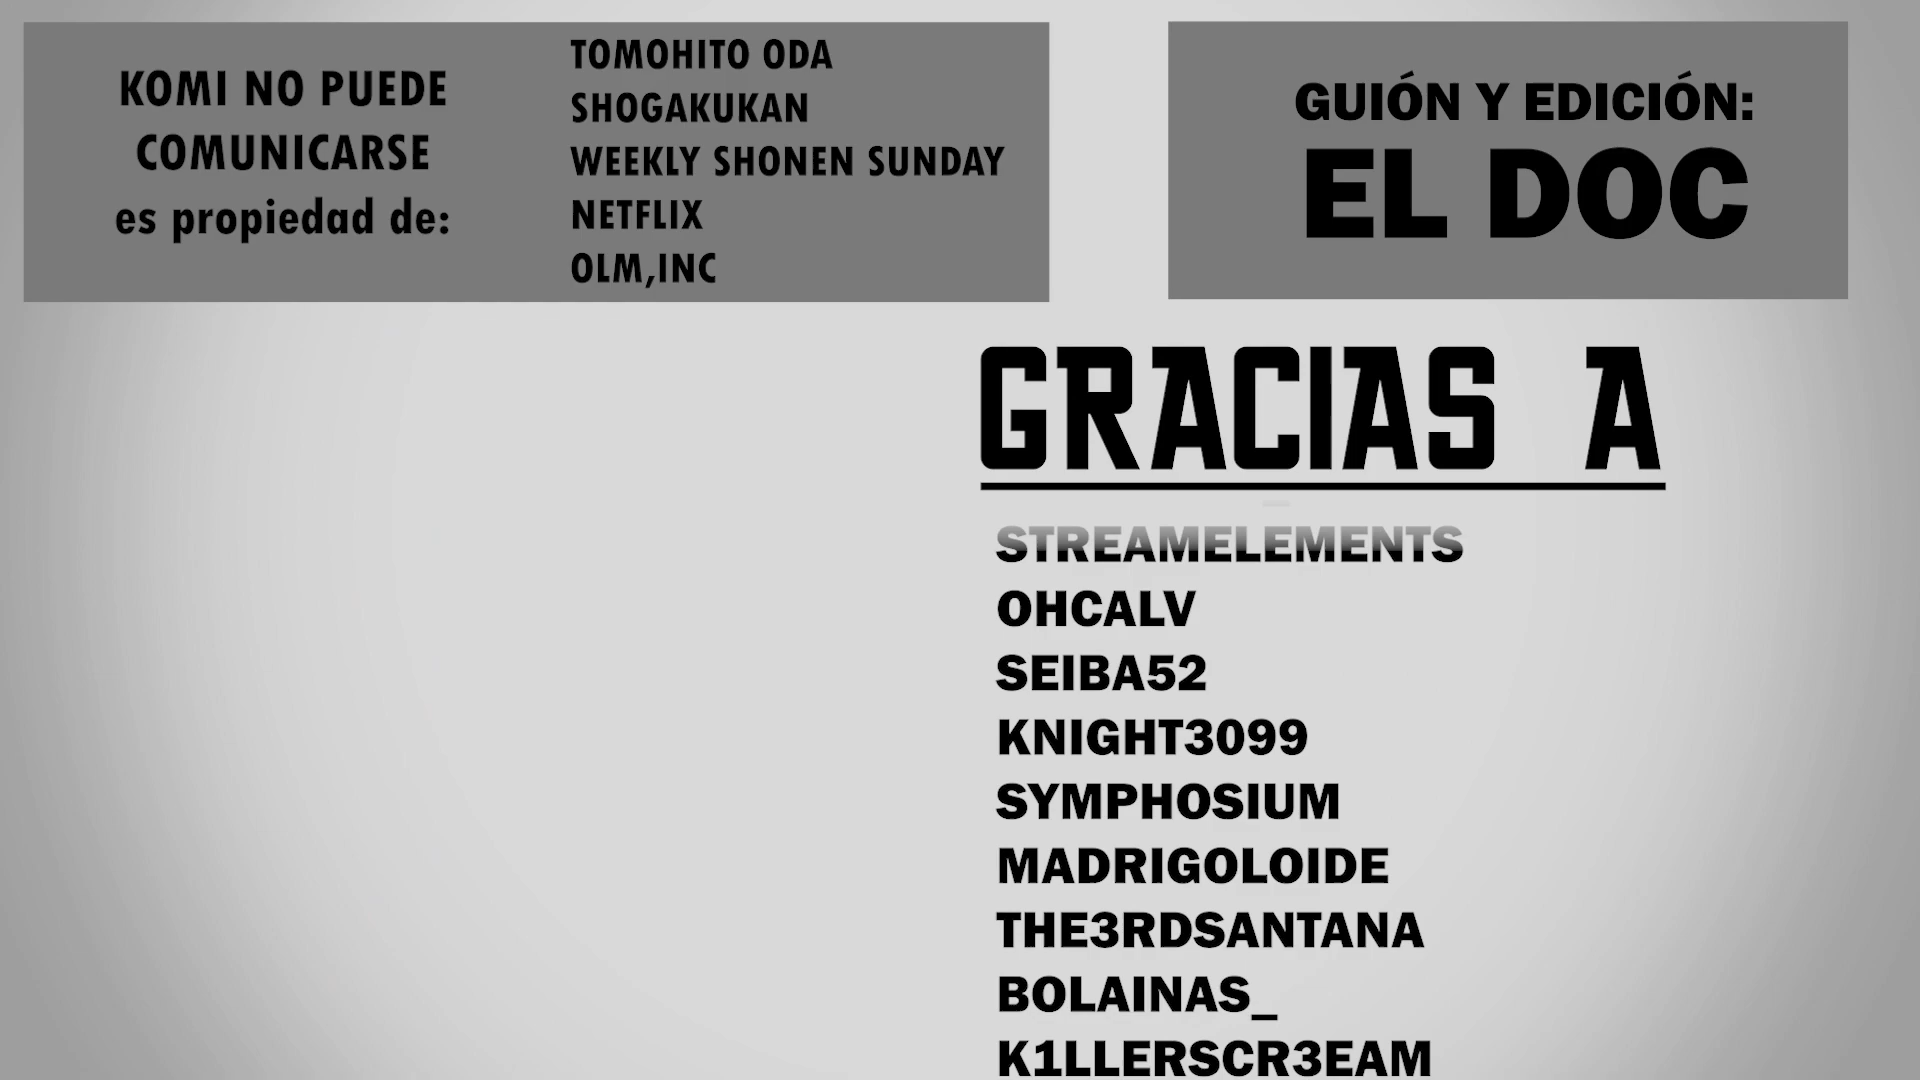 KOMI NO PUEDE
COMUNICARSE
es propiedad de:
TOMOHITO ODA
SHOGAKUKAN
WEEKLY SHONEN SUNDAY
NETFLIX
OLM,INC
GUIÓN Y EDICIÓN:
EL DOC
GRACIAS A
STREAMELEMENTS
OHCALV
SEIBA52
KNIGHT3099
SYMPHOSIUM
MADRIGOLOIDE
THE3RDSANTANA
BOLAINAS_
K1LLERSCR3EAM